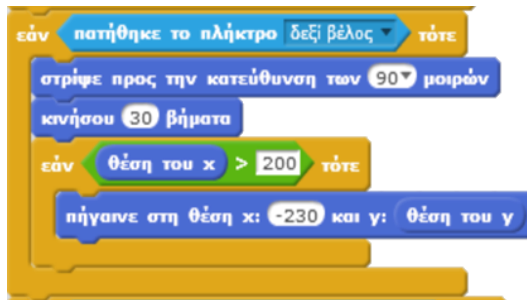 εάν πατήθηκε το πλήκτρο δεξί βέλος τότε
στρίψε προς την κατεύθυνση των 90 μοιρών
κινήσου 30 βήματα
εάν θέση του x > 200 τότε
πήγαινε στη θέση x: -230 και y: θέση του y